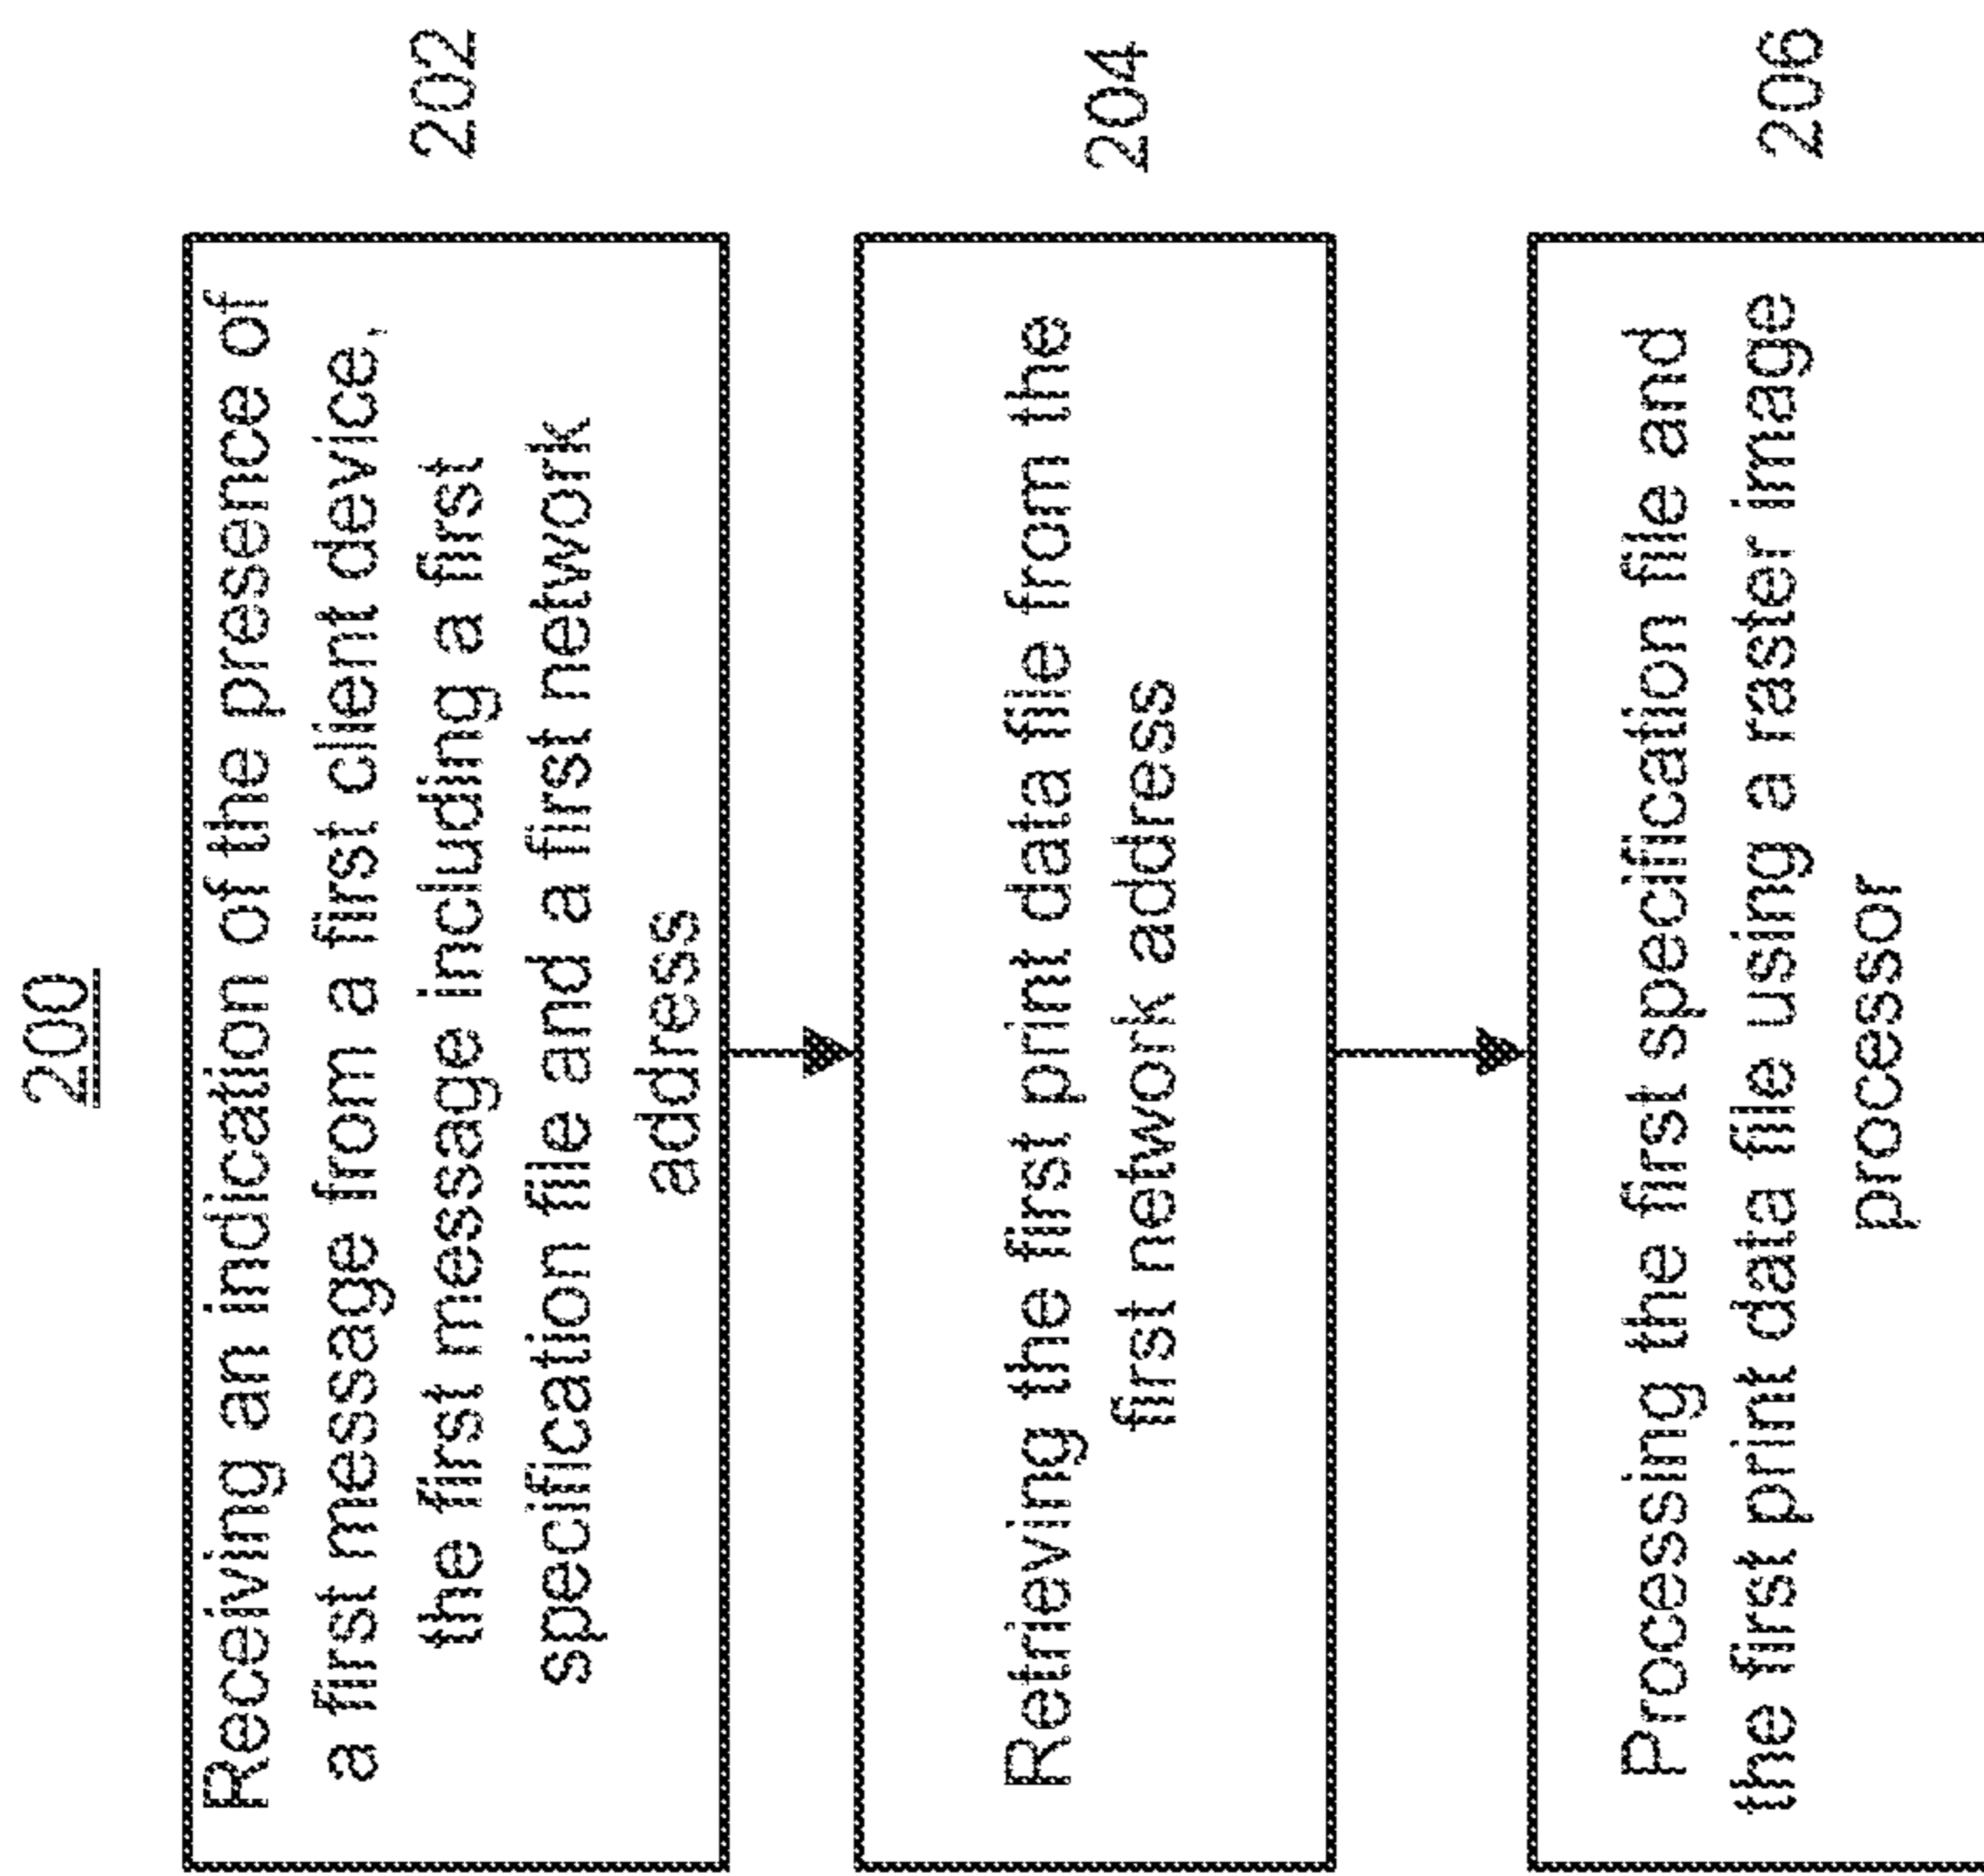 200
Receiving an indication of the presence of
a first message from a first client device,
the first message including a first
specification file and a first network
address
202
Retrieving the first print data file from the
first network address
204
Processing the first specification file and
the first print data file using a raster image
processor
206